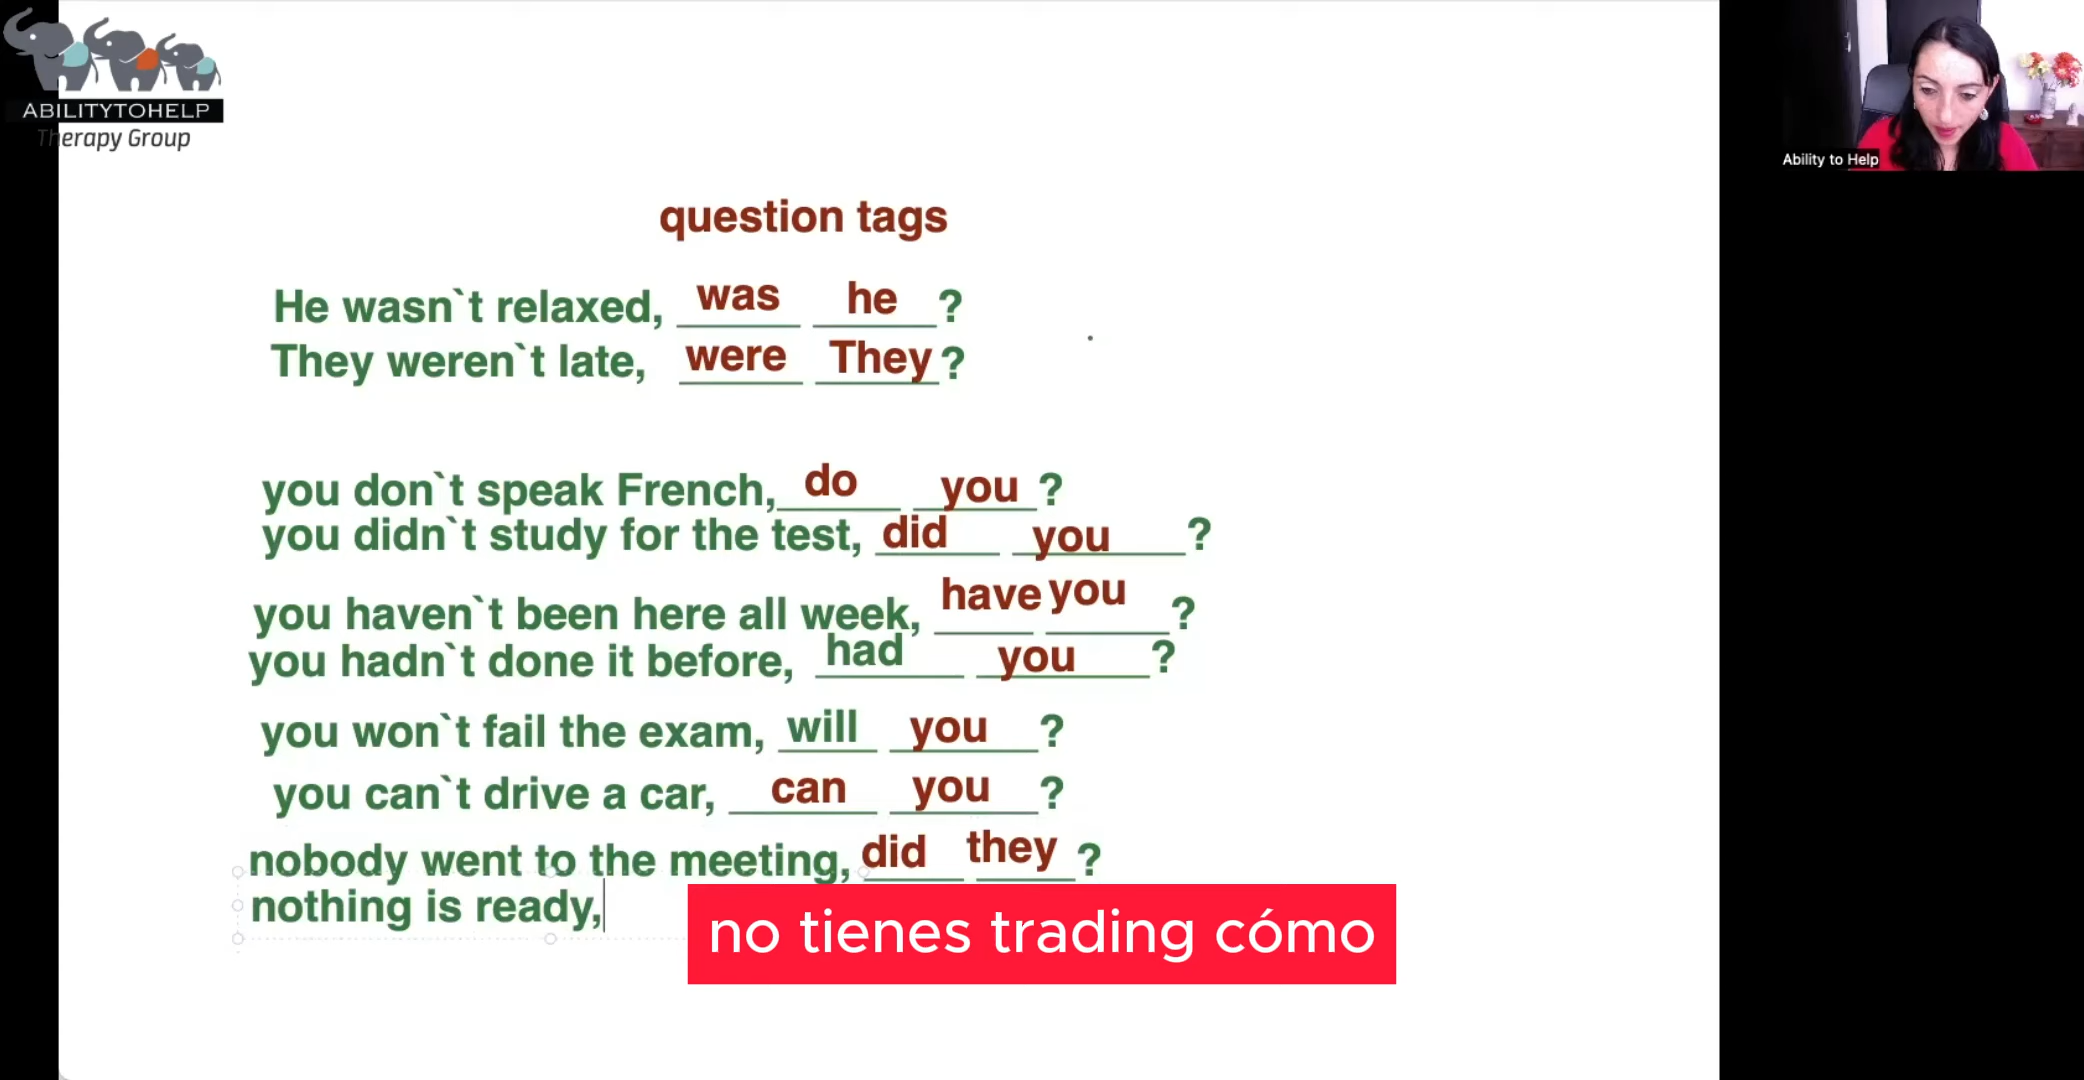 ABILITYTOHELP
Therapy Group
Ability to Help
question tags
He wasn`t relaxed, was he ?
They weren`t late, were They ?
you don`t speak French, do you ?
you didn`t study for the test, did you ?
you haven`t been here all week, have you ?
you hadn`t done it before, had you ?
you won`t fail the exam, will you ?
you can`t drive a car, can you ?
nobody went to the meeting, did they ?
nothing is ready,
no tienes trading cómo